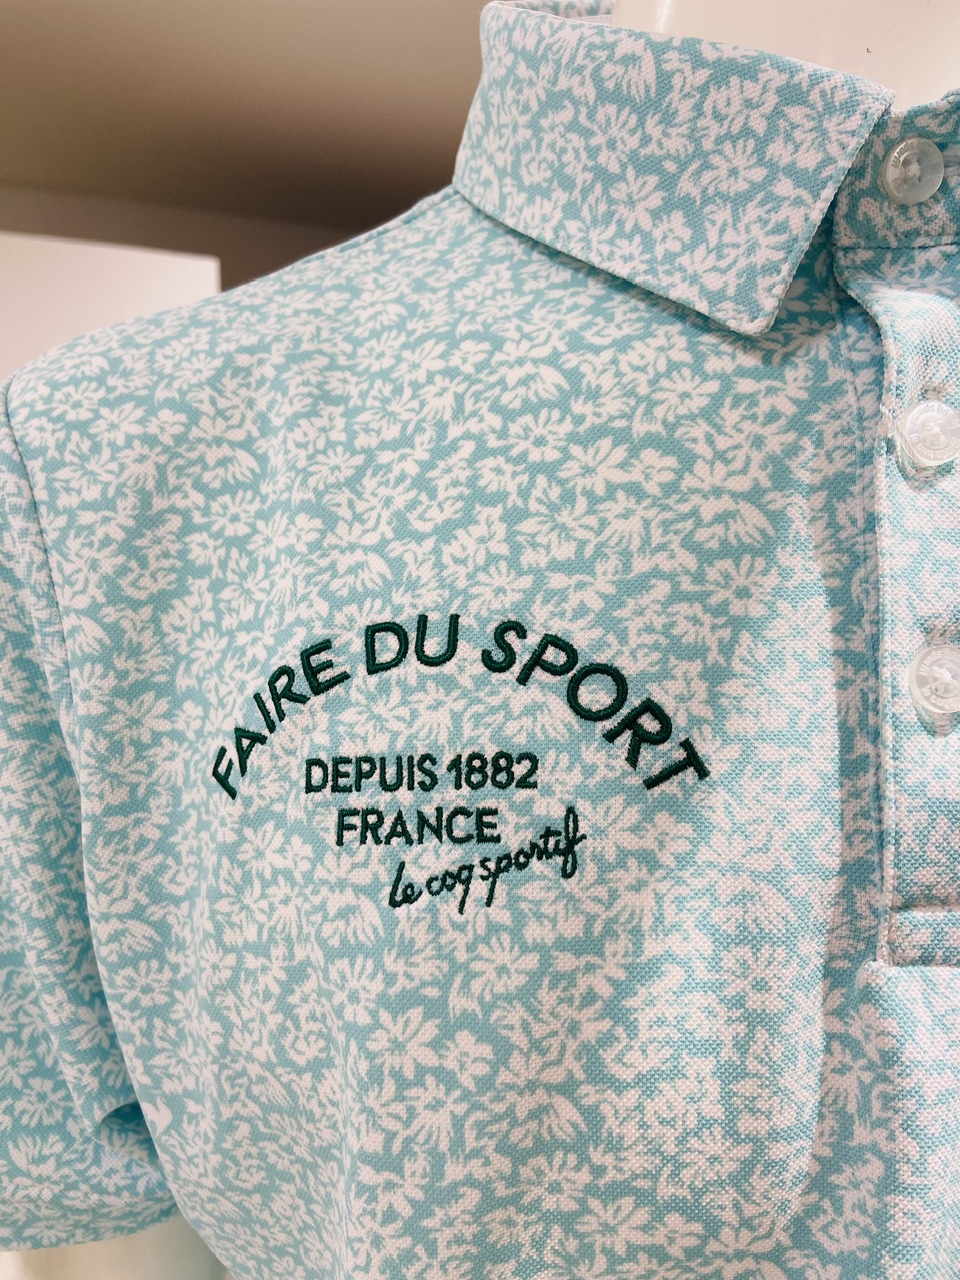 FAIRE DU SPORT
DEPUIS 1882
FRANCE
le coq sportif